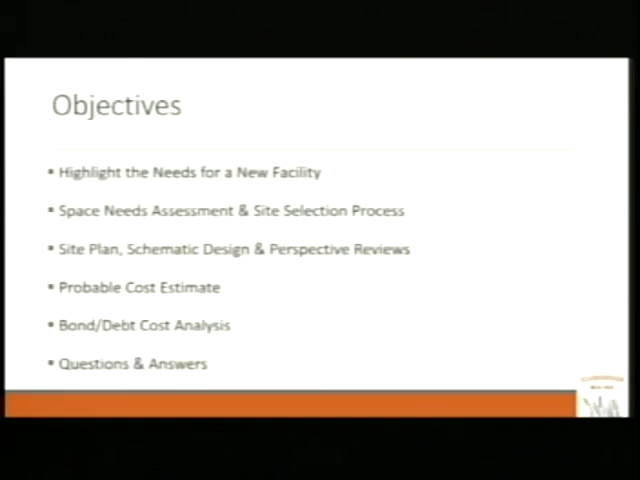 Objectives
▪ Highlight the Needs for a New Facility
▪ Space Needs Assessment & Site Selection Process
▪ Site Plan, Schematic Design & Perspective Reviews
▪ Probable Cost Estimate
▪ Bond/Debt Cost Analysis
▪ Questions & Answers